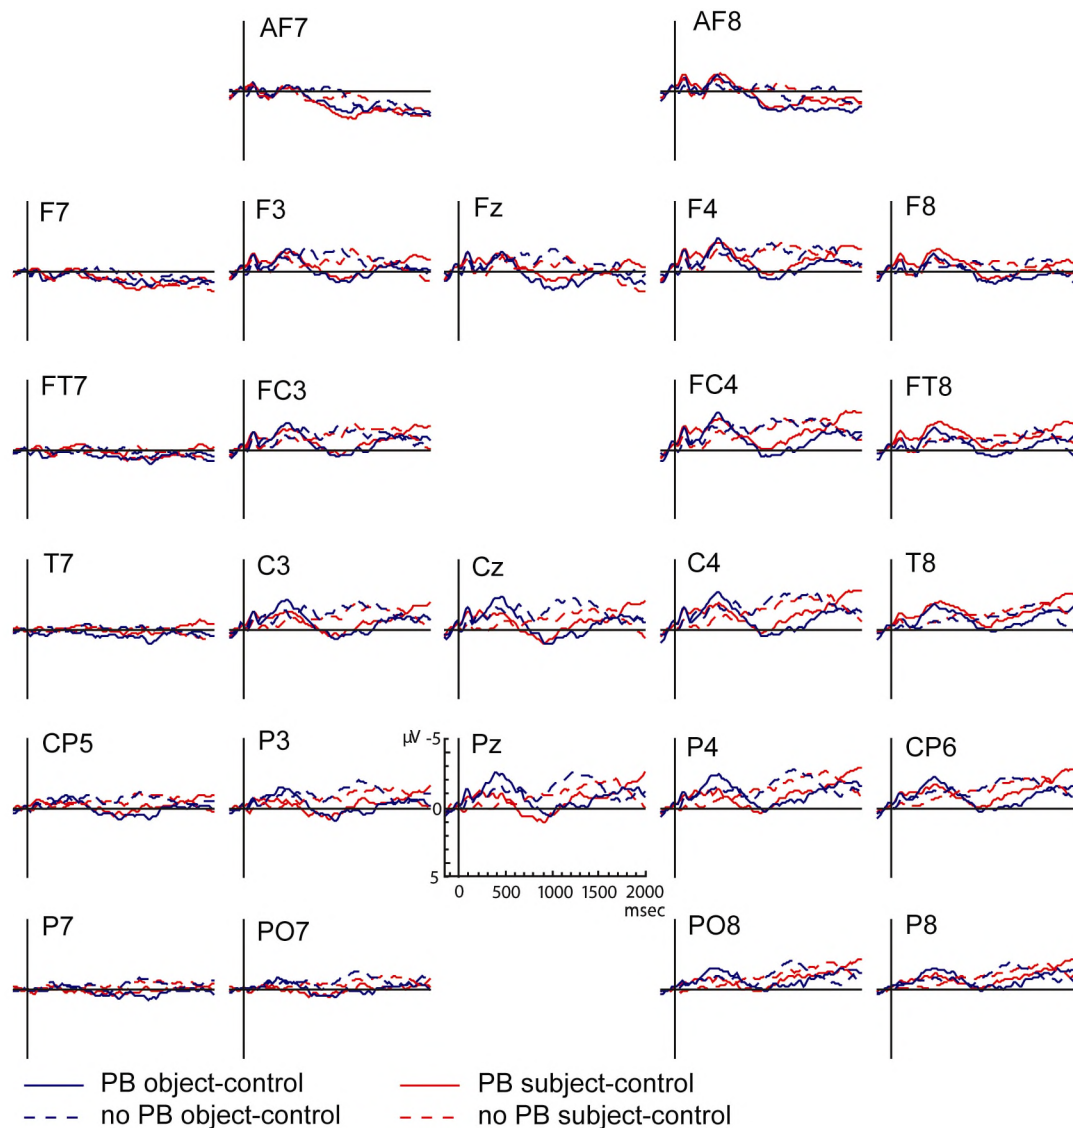 AF7 AF8
F7 F3 Fz F4 F8
FT7 FC3 FC4 FT8
T7 C3 Cz C4 T8
CP5 P3 µV -5 Pz P4 CP6
0
5
0 500 1000 1500 2000
msec
P7 PO7 PO8 P8
PB object-control PB subject-control
no PB object-control no PB subject-control